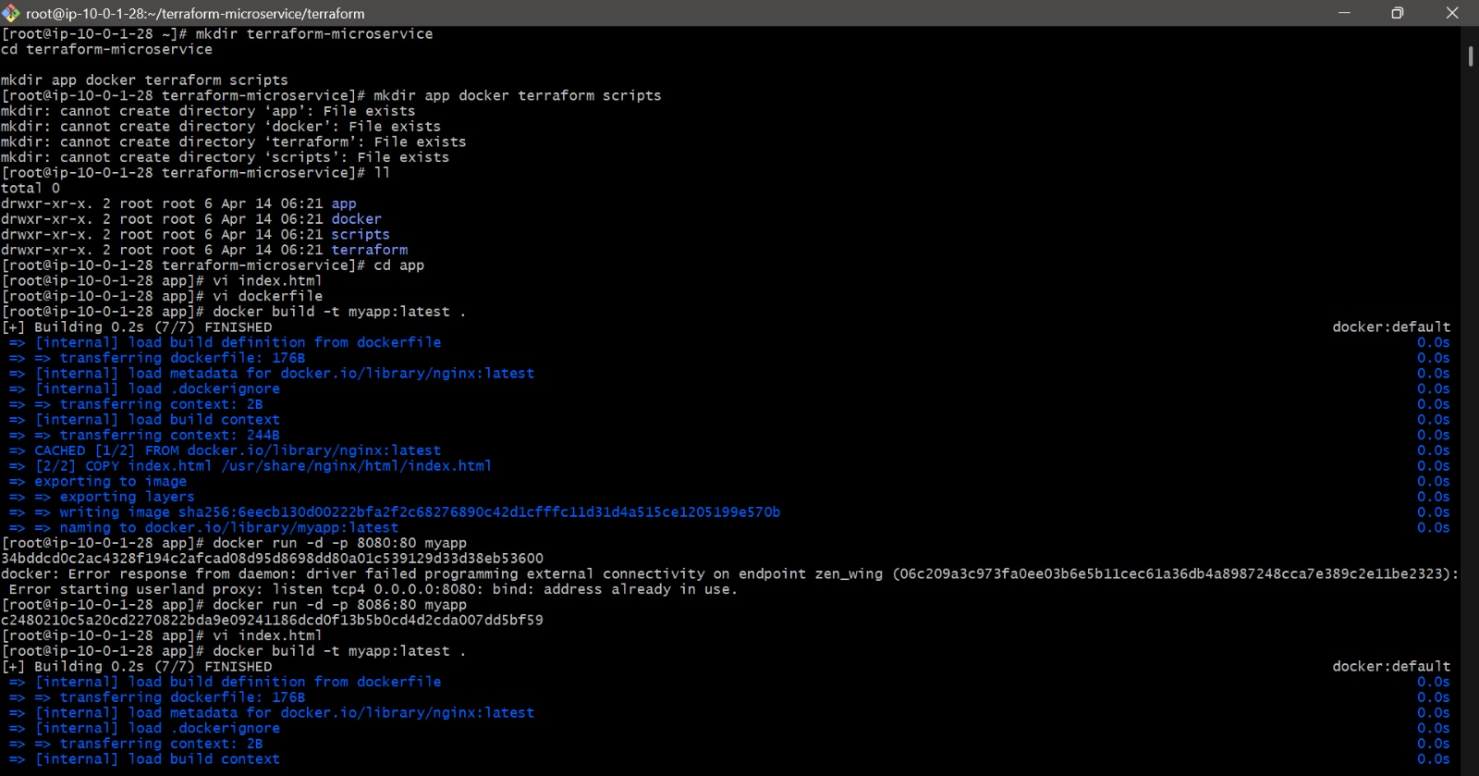 root@ip-10-0-1-28:~/terraform-microservice/terraform
[root@ip-10-0-1-28 ~]# mkdir terraform-microservice
cd terraform-microservice
mkdir app docker terraform scripts
[root@ip-10-0-1-28 terraform-microservice]# mkdir app docker terraform scripts
mkdir: cannot create directory ‘app’: File exists
mkdir: cannot create directory ‘docker’: File exists
mkdir: cannot create directory ‘terraform’: File exists
mkdir: cannot create directory ‘scripts’: File exists
[root@ip-10-0-1-28 terraform-microservice]# ll
total 0
drwxr-xr-x. 2 root root 6 Apr 14 06:21 app
drwxr-xr-x. 2 root root 6 Apr 14 06:21 docker
drwxr-xr-x. 2 root root 6 Apr 14 06:21 scripts
drwxr-xr-x. 2 root root 6 Apr 14 06:21 terraform
[root@ip-10-0-1-28 terraform-microservice]# cd app
[root@ip-10-0-1-28 app]# vi index.html
[root@ip-10-0-1-28 app]# vi dockerfile
[root@ip-10-0-1-28 app]# docker build -t myapp:latest .
[+] Building 0.2s (7/7) FINISHED docker:default
=> [internal] load build definition from dockerfile 0.0s
=> => transferring dockerfile: 176B 0.0s
=> [internal] load metadata for docker.io/library/nginx:latest 0.0s
=> [internal] load .dockerignore 0.0s
=> => transferring context: 2B 0.0s
=> [internal] load build context 0.0s
=> => transferring context: 244B 0.0s
=> CACHED [1/2] FROM docker.io/library/nginx:latest 0.0s
=> [2/2] COPY index.html /usr/share/nginx/html/index.html 0.0s
=> exporting to image 0.0s
=> => exporting layers 0.0s
=> => writing image sha256:6eecb130d00222bfa2f2c68276890c42d1cfffc11d31d4a515ce1205199e570b 0.0s
=> => naming to docker.io/library/myapp:latest 0.0s
[root@ip-10-0-1-28 app]# docker run -d -p 8080:80 myapp
34bddcd0c2ac4328f194c2afcad08d95d8698dd80a01c539129d33d38eb53600
docker: Error response from daemon: driver failed programming external connectivity on endpoint zen_wing (06c209a3c973fa0ee03b6e5b11cec61a36db4a8987248cca7e389c2e11be2323):
Error starting userland proxy: listen tcp4 0.0.0.0:8080: bind: address already in use.
[root@ip-10-0-1-28 app]# docker run -d -p 8086:80 myapp
c2480210c5a20cd2270822bda9e09241186dcd0f13b5b0cd4d2cda007dd5bf59
[root@ip-10-0-1-28 app]# vi index.html
[root@ip-10-0-1-28 app]# docker build -t myapp:latest .
[+] Building 0.2s (7/7) FINISHED docker:default
=> [internal] load build definition from dockerfile 0.0s
=> => transferring dockerfile: 176B 0.0s
=> [internal] load metadata for docker.io/library/nginx:latest 0.0s
=> [internal] load .dockerignore 0.0s
=> => transferring context: 2B 0.0s
=> [internal] load build context 0.0s